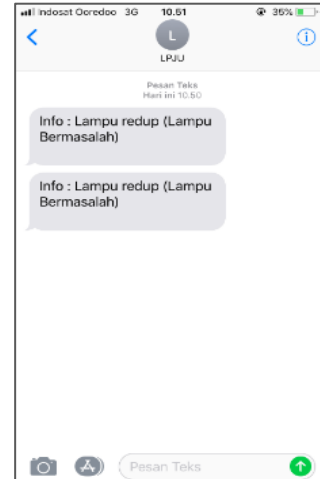 Indosat Ooredoo 3G 10.51 35%
L
LPJU
Pesan Teks
Hari ini 10.50
Info : Lampu redup (Lampu
Bermasalah)
Info : Lampu redup (Lampu
Bermasalah)
Pesan Teks